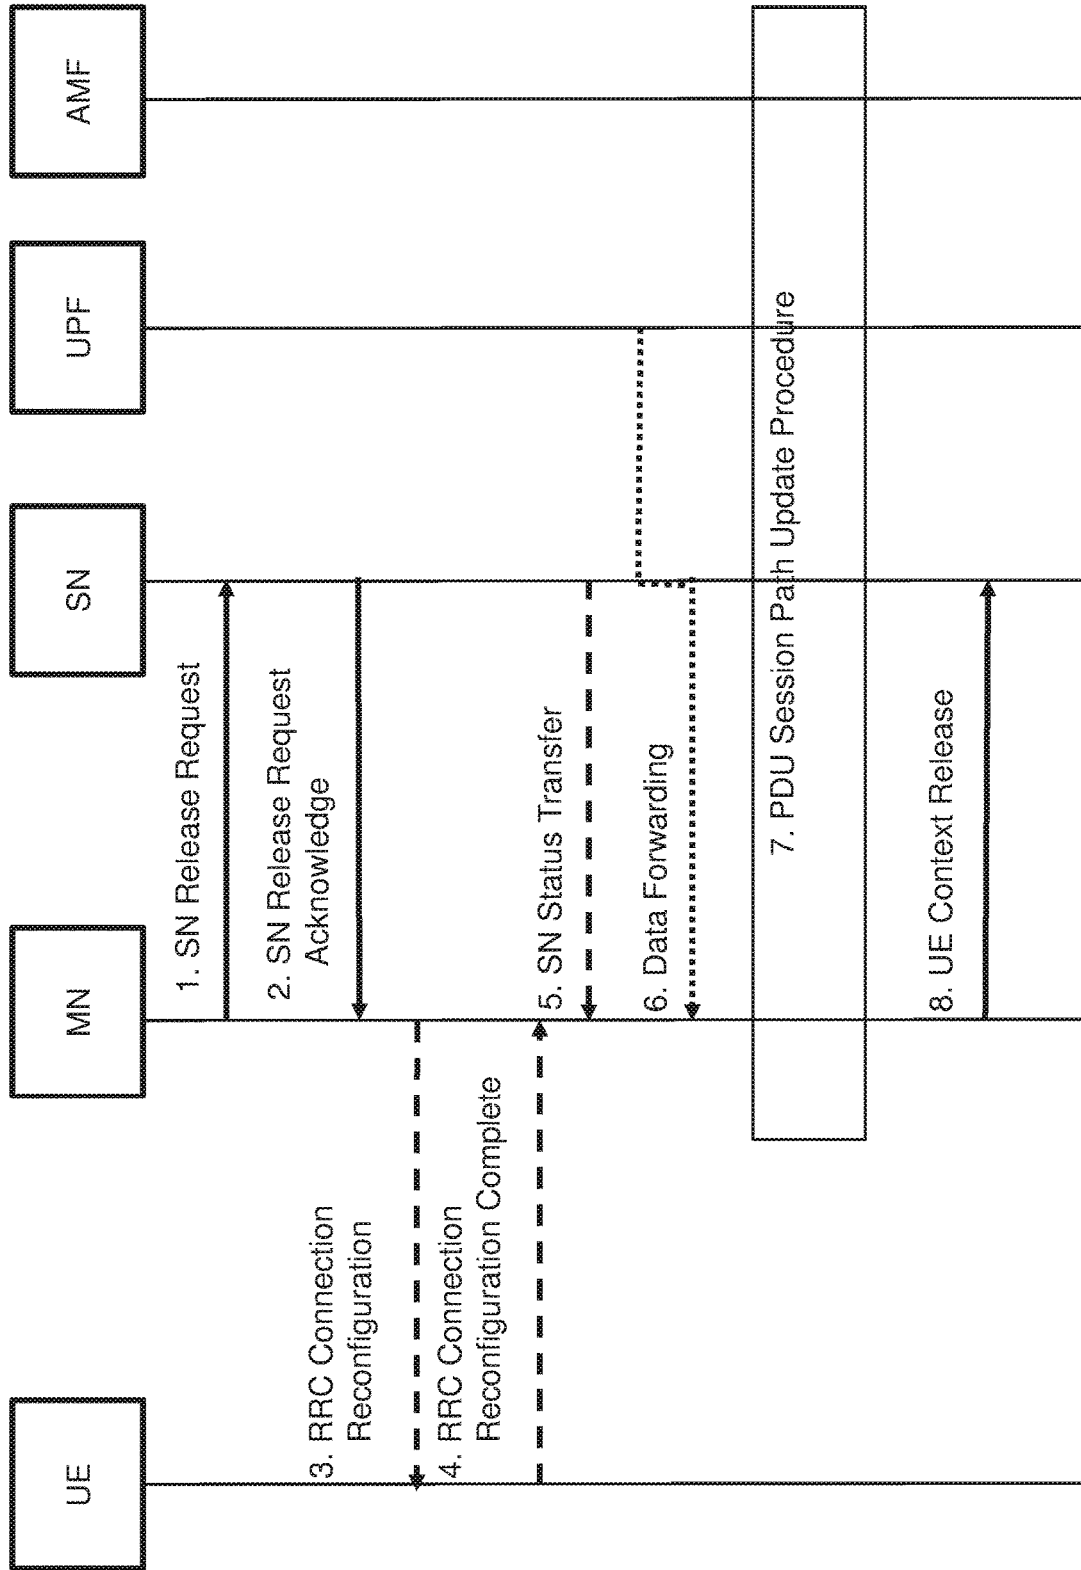 UE
MN
SN
UPF
AMF
1. SN Release Request
2. SN Release Request
Acknowledge
3. RRC Connection
Reconfiguration
4. RRC Connection
Reconfiguration Complete
5. SN Status Transfer
6. Data Forwarding
7. PDU Session Path Update Procedure
8. UE Context Release